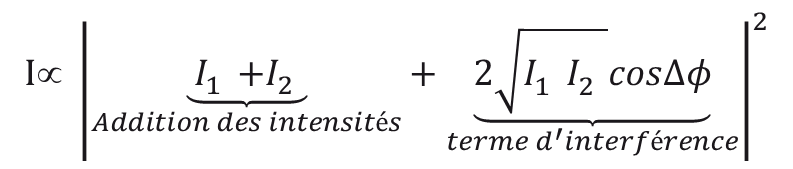 I∝ | I₁ +I₂ + 2√I₁ I₂ cosΔϕ |²
Addition des intensités
terme d'interférence